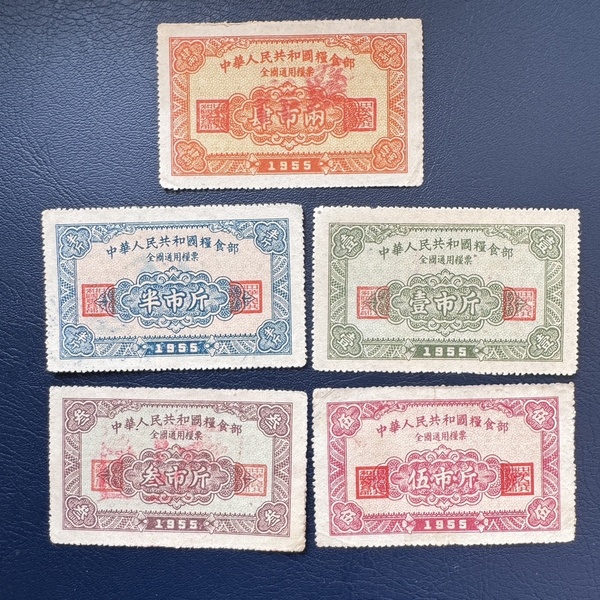 中華人民共和國糧食部
全國通用糧票
肆市兩
1955
中華人民共和國糧食部
全國通用糧票
半市斤
1955
中華人民共和國糧食部
全國通用糧票
壹市斤
1955
中華人民共和國糧食部
全國通用糧票
叁市斤
1955
中華人民共和國糧食部
全國通用糧票
伍市斤
1955